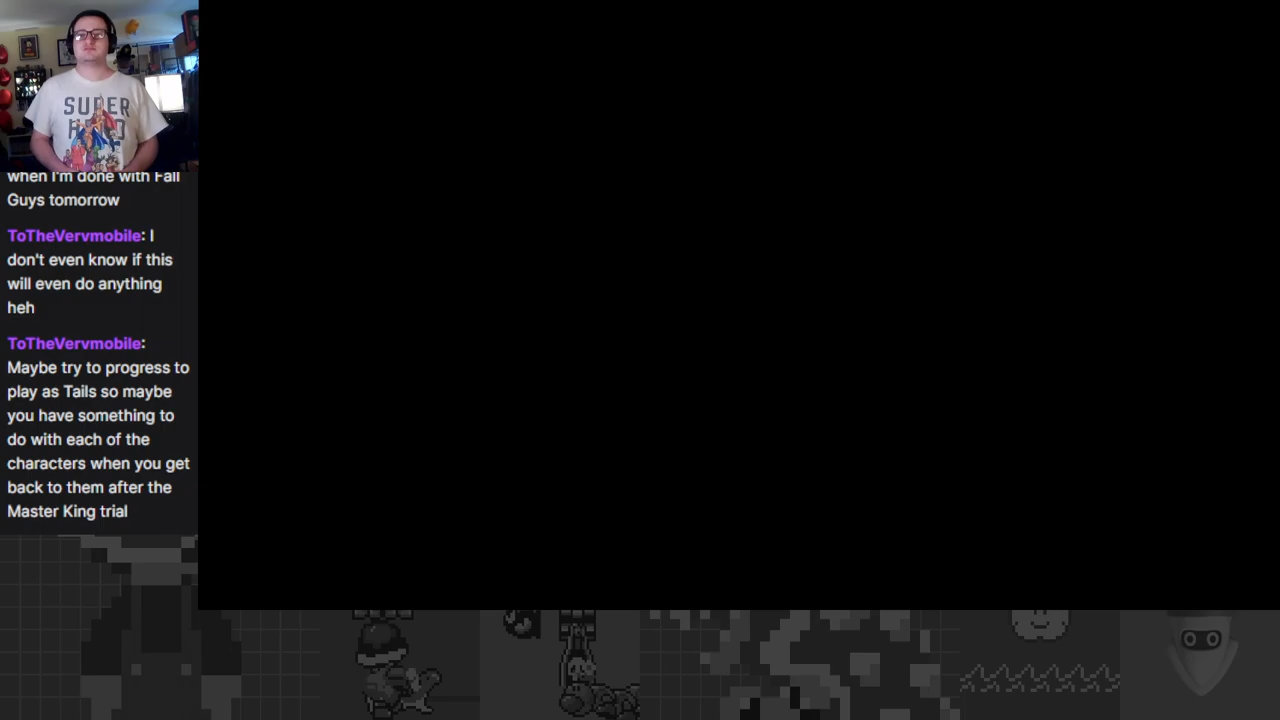 SUPER
when I'm done with Fall
Guys tomorrow
ToTheVervmobile: I
don't even know if this
will even do anything
heh
ToTheVervmobile:
Maybe try to progress to
play as Tails so maybe
you have something to
do with each of the
characters when you get
back to them after the
Master King trial